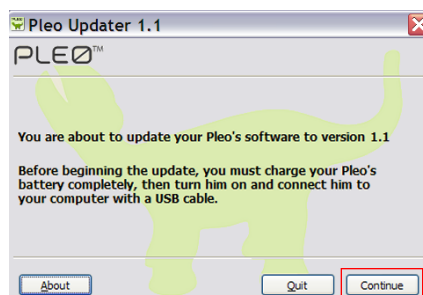 Pleo Updater 1.1
PLEO™
You are about to update your Pleo's software to version 1.1
Before beginning the update, you must charge your Pleo's
battery completely, then turn him on and connect him to
your computer with a USB cable.
About
Quit
Continue